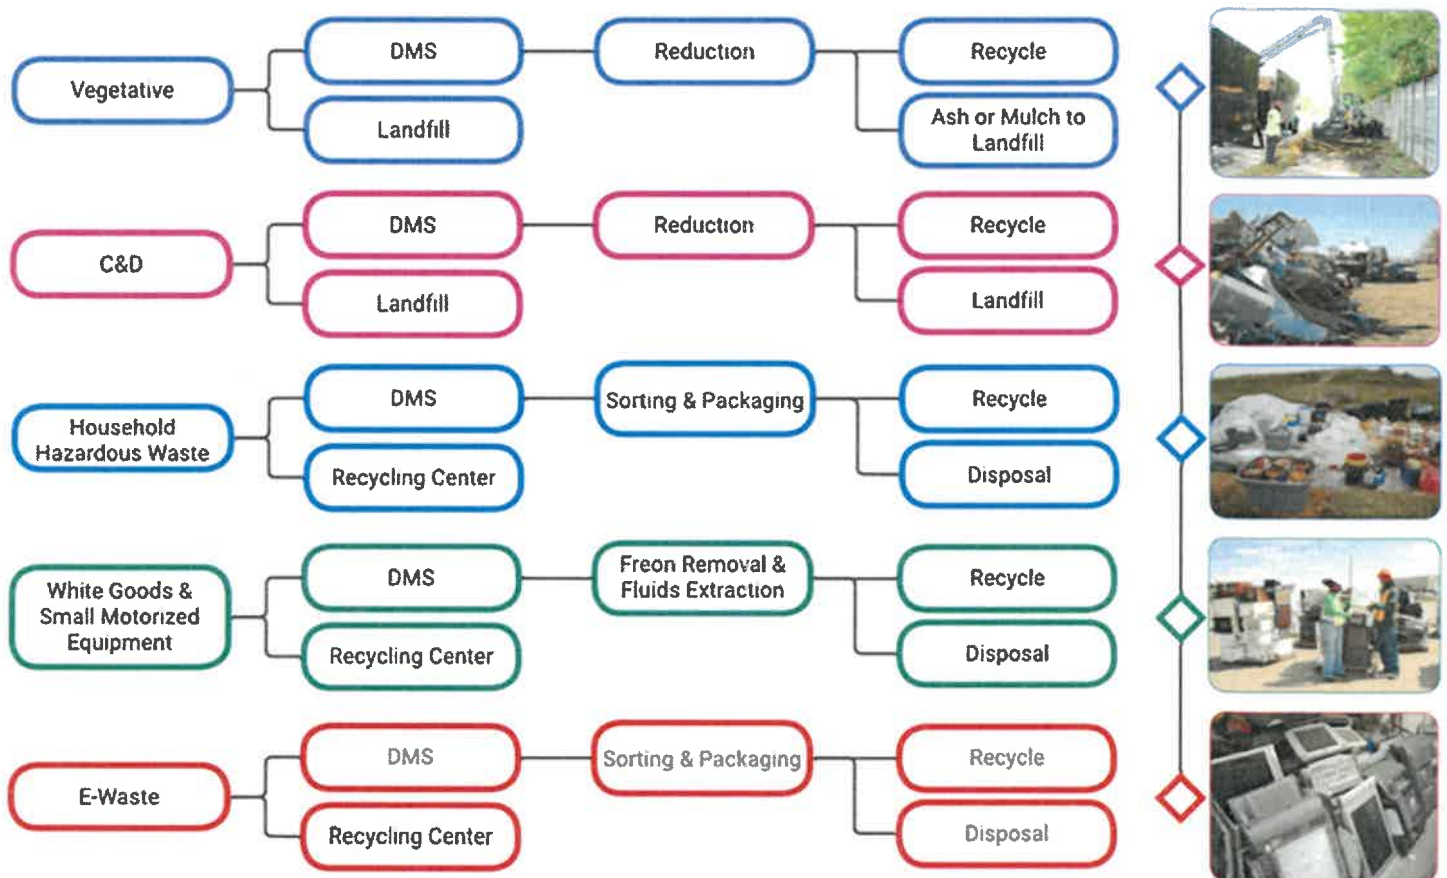 Vegetative
DMS
Landfill
Reduction
Recycle
Ash or Mulch to
Landfill
C&D
DMS
Landfill
Reduction
Recycle
Landfill
Household
Hazardous Waste
DMS
Recycling Center
Sorting & Packaging
Recycle
Disposal
White Goods &
Small Motorized
Equipment
DMS
Recycling Center
Freon Removal &
Fluids Extraction
Recycle
Disposal
E-Waste
DMS
Recycling Center
Sorting & Packaging
Recycle
Disposal